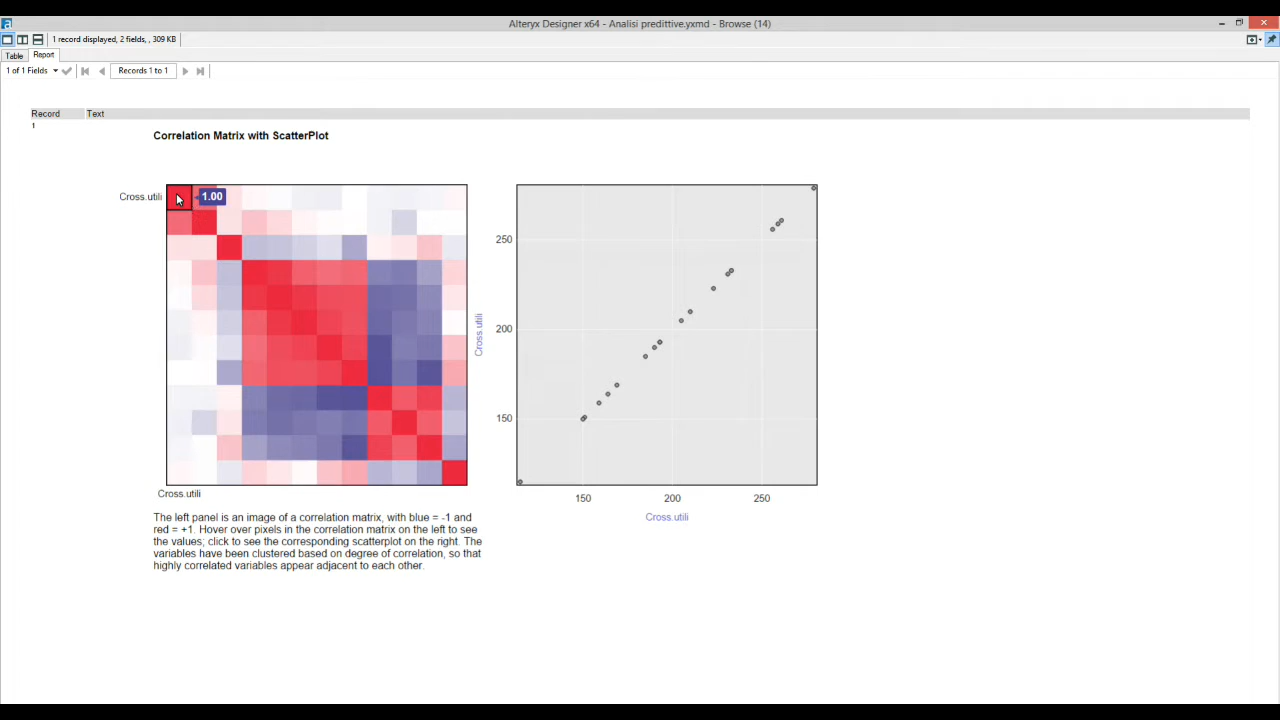 Alteryx Designer x64 - Analisi predittive.yxmd - Browse (14)
1 record displayed, 2 fields, , 309 KB
Table
Report
1 of 1 Fields
Records 1 to 1
Record
Text
1
Correlation Matrix with ScatterPlot
Cross.utili
1.00
Cross.utili
250
200
150
Cross.utili
150
200
250
Cross.utili
The left panel is an image of a correlation matrix, with blue = -1 and
red = +1. Hover over pixels in the correlation matrix on the left to see
the values; click to see the corresponding scatterplot on the right. The
variables have been clustered based on degree of correlation, so that
highly correlated variables appear adjacent to each other.